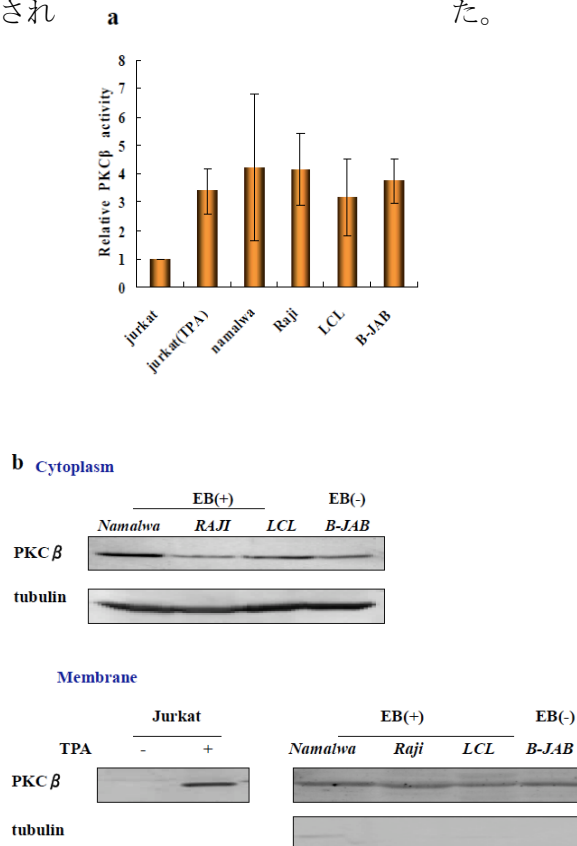 され
た。
a
Relative PKCβ activity
8
7
6
5
4
3
2
1
0
jurkat
jurkat(TPA)
namalwa
Raji
LCL
B-JAB
b Cytoplasm
EB(+) EB(-)
Namalwa RAJI LCL B-JAB
PKCβ
tubulin
Membrane
Jurkat EB(+) EB(-)
TPA - + Namalwa Raji LCL B-JAB
PKCβ
tubulin